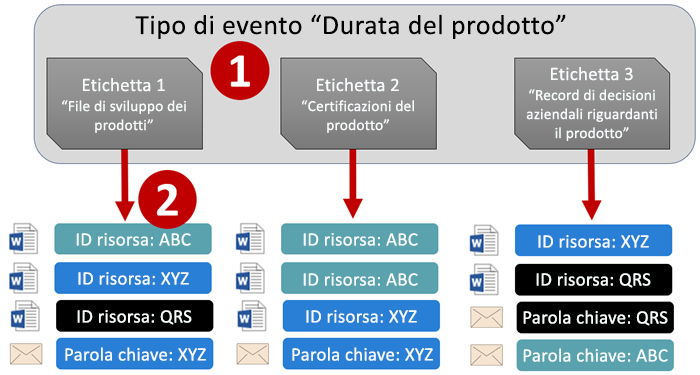 Tipo di evento “Durata del prodotto”
1
Etichetta 1
“File di sviluppo dei
prodotti”
Etichetta 2
“Certificazioni del
prodotto”
Etichetta 3
“Record di decisioni
aziendali riguardanti
il prodotto”
2
W ID risorsa: ABC
W ID risorsa: XYZ
W ID risorsa: QRS
Parola chiave: XYZ
W ID risorsa: ABC
W ID risorsa: ABC
W ID risorsa: XYZ
Parola chiave: XYZ
W ID risorsa: XYZ
W ID risorsa: QRS
Parola chiave: QRS
Parola chiave: ABC